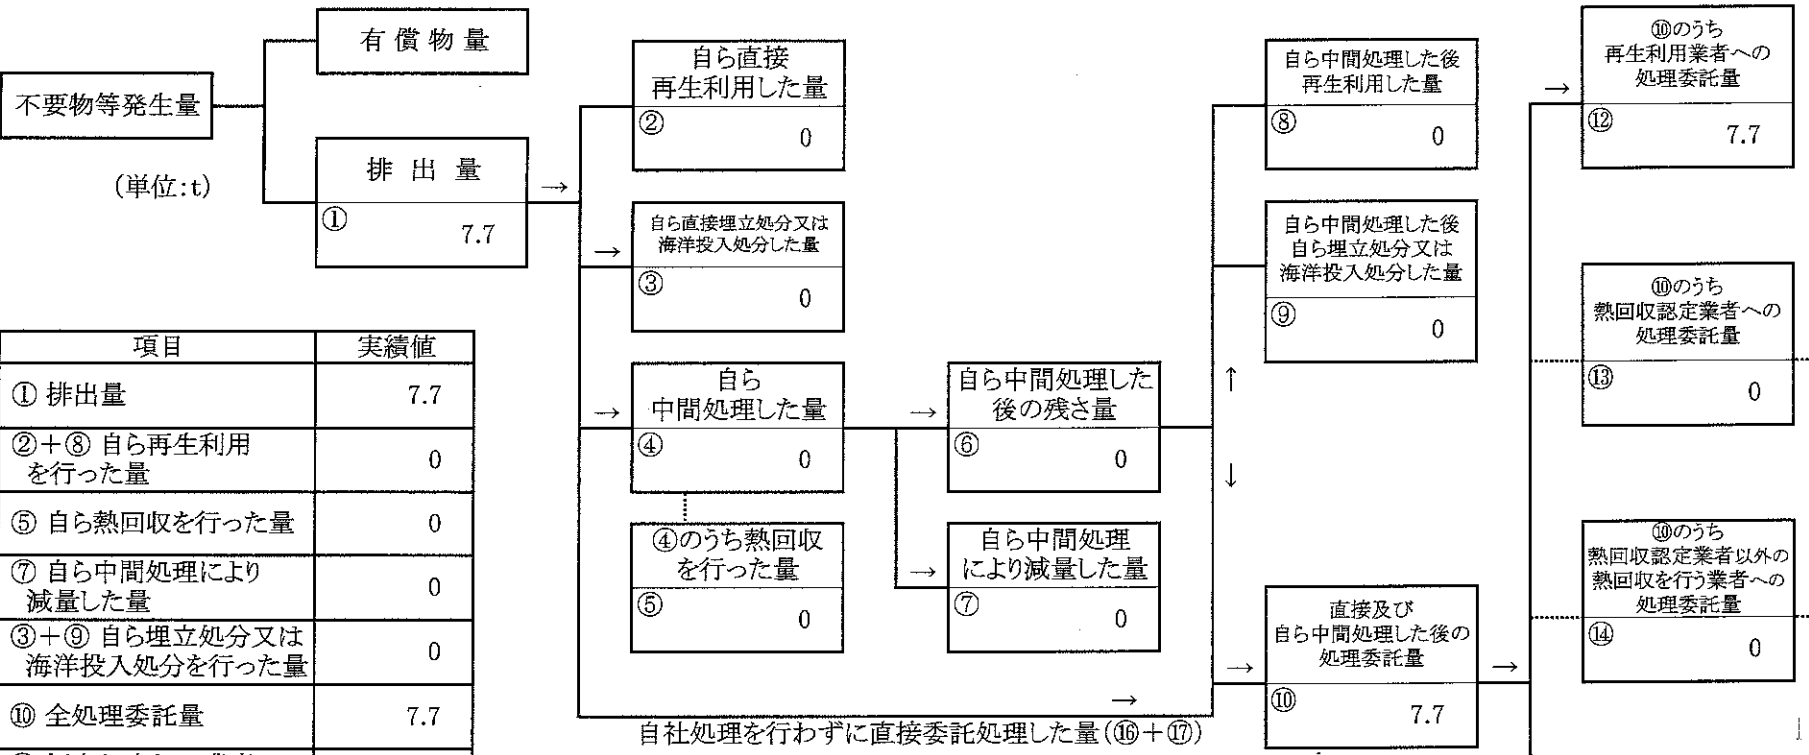 有償物量
不要物等発生量
(単位:t)
排出量
→
①
7.7
自ら直接
再生利用した量
②
0
自ら直接埋立処分又は
海洋投入処分した量
→
③
0
自ら
中間処理した量
→
④
0
④のうち熱回収
を行った量
⑤
0
自ら中間処理した
後の残さ量
→
⑥
0
自ら中間処理
により減量した量
→
⑦
0
自ら中間処理した後
再生利用した量
⑧
0
自ら中間処理した後
自ら埋立処分又は
海洋投入処分した量
⑨
0
↑
↓
直接及び
自ら中間処理した後の
処理委託量
→
⑩
7.7
→
→
自社処理を行わずに直接委託処理した量(⑯+⑰)
⑩のうち
再生利用業者への
処理委託量
→
⑫
7.7
⑩のうち
熱回収認定業者への
処理委託量
⑬
0
⑩のうち
熱回収認定業者以外の
熱回収を行う業者への
処理委託量
⑭
0
項目 実績値
① 排出量 7.7
②+⑧ 自ら再生利用
を行った量 0
⑤ 自ら熱回収を行った量 0
⑦ 自ら中間処理により
減量した量 0
③+⑨ 自ら埋立処分又は
海洋投入処分を行った量 0
⑩ 全処理委託量 7.7